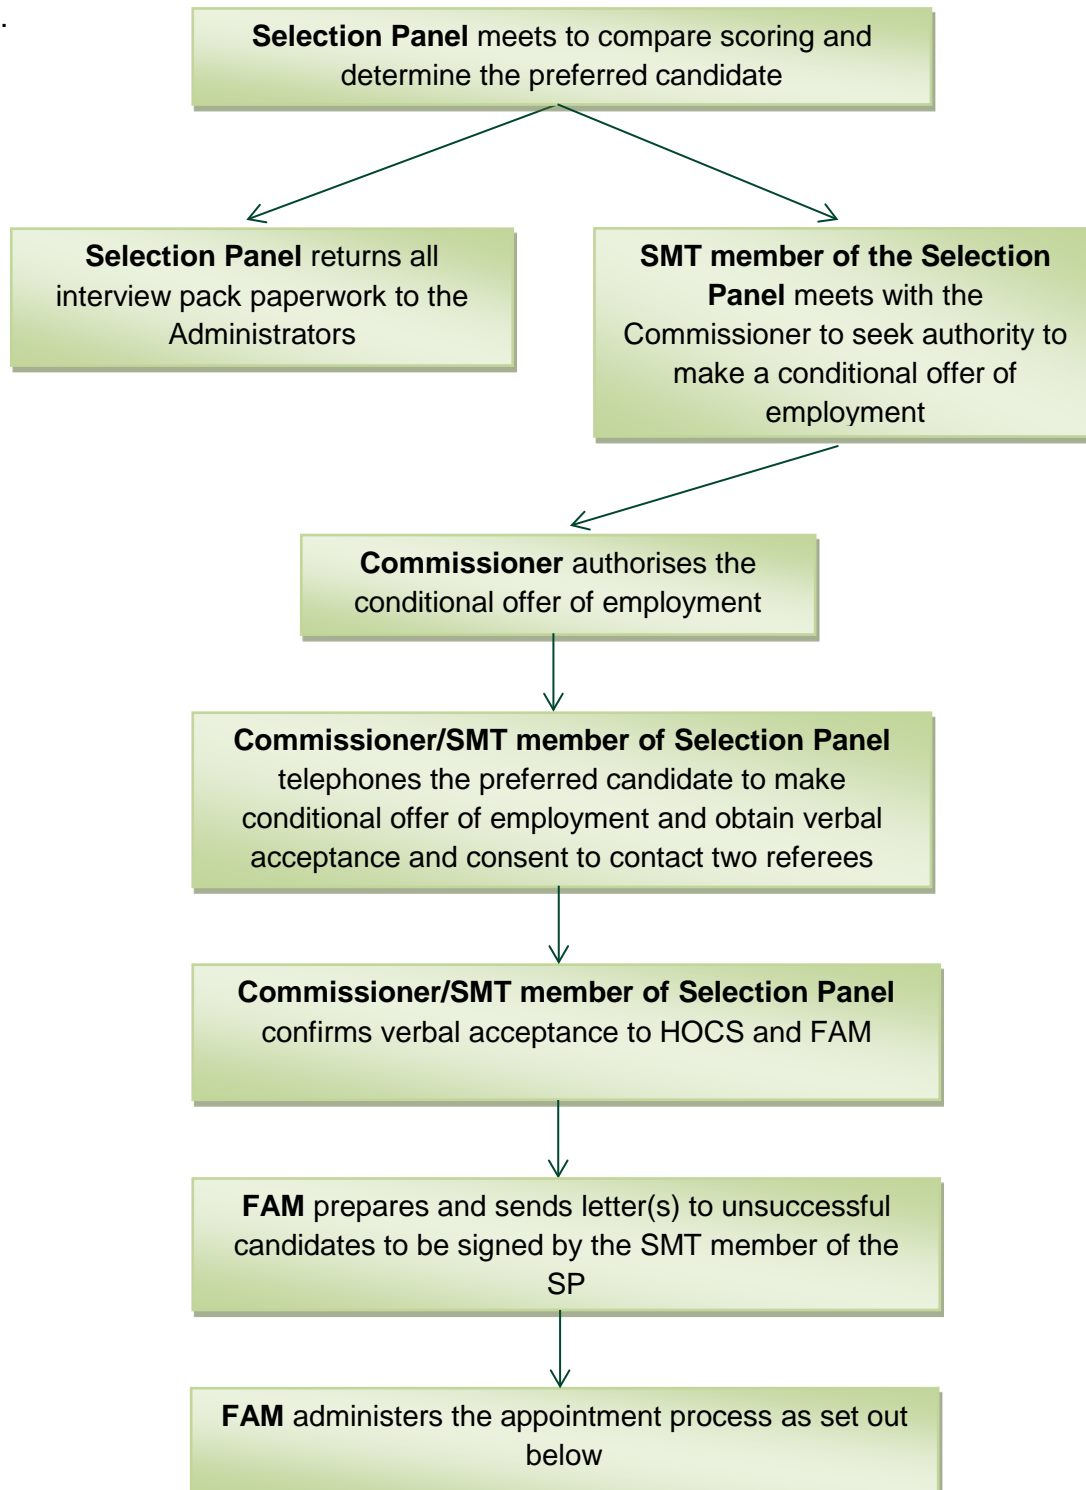 .
Selection Panel meets to compare scoring and
determine the preferred candidate
Selection Panel returns all
interview pack paperwork to the
Administrators
SMT member of the Selection
Panel meets with the
Commissioner to seek authority to
make a conditional offer of
employment
Commissioner authorises the
conditional offer of employment
Commissioner/SMT member of Selection Panel
telephones the preferred candidate to make
conditional offer of employment and obtain verbal
acceptance and consent to contact two referees
Commissioner/SMT member of Selection Panel
confirms verbal acceptance to HOCS and FAM
FAM prepares and sends letter(s) to unsuccessful
candidates to be signed by the SMT member of the
SP
FAM administers the appointment process as set out
below